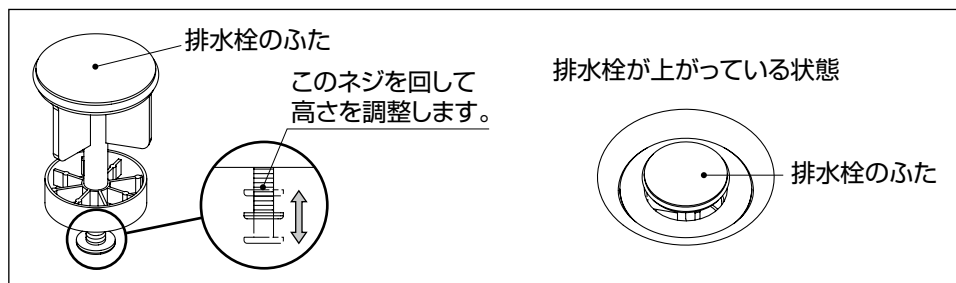 排水栓のふた
このネジを回して
高さを調整します。
排水栓が上がっている状態
排水栓のふた